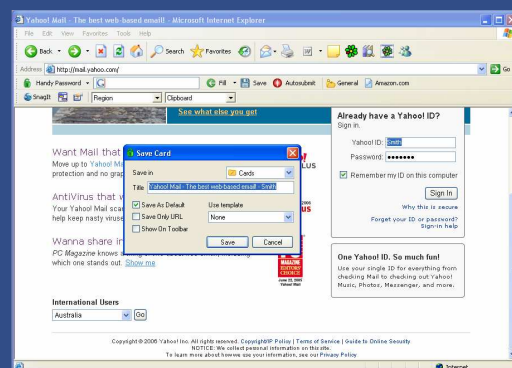 Yahoo! Mail - The best web-based email! - Microsoft Internet Explorer
File Edit View Favorites Tools Help
Back Search Favorites
Address http://mail.yahoo.com/ Go
Handy Password Fill Save Autosubmit General Amazon.com
SnagIt Region Clipboard
See what else you get
Already have a Yahoo! ID?
Sign in.
Yahoo! ID: Smith
Password:
Remember my ID on this computer
Sign In
Why this is secure
Forget your ID or password?
Sign-in help
One Yahoo! ID. So much fun!
Use your single ID for everything from
checking Mail to checking out Yahoo!
Music, Photos, Messenger, and more.
Want Mail that
Move up to Yahoo! Ma
protection and no grap
AntiVirus that w
Your Yahoo! Mail scan
help keep nasty viruse
Wanna share in
PC Magazine knows a
which one stands out. Show me
Save Card
Save in Cards
Title Yahoo! Mail - The best web-based email! - Smith
Save As Default Use template
Save Only URL None
Show On Toolbar
Save Cancel
PLUS
MAGAZINE
EDITORS'
CHOICE
Yahoo! Mail
International Users
Australia Go
Copyright © 2006 Yahoo! Inc. All rights reserved. Copyright/IP Policy | Terms of Service | Guide to Online Security
NOTICE: We collect personal information on this site.
To learn more about how we use your information, see our Privacy Policy
Internet